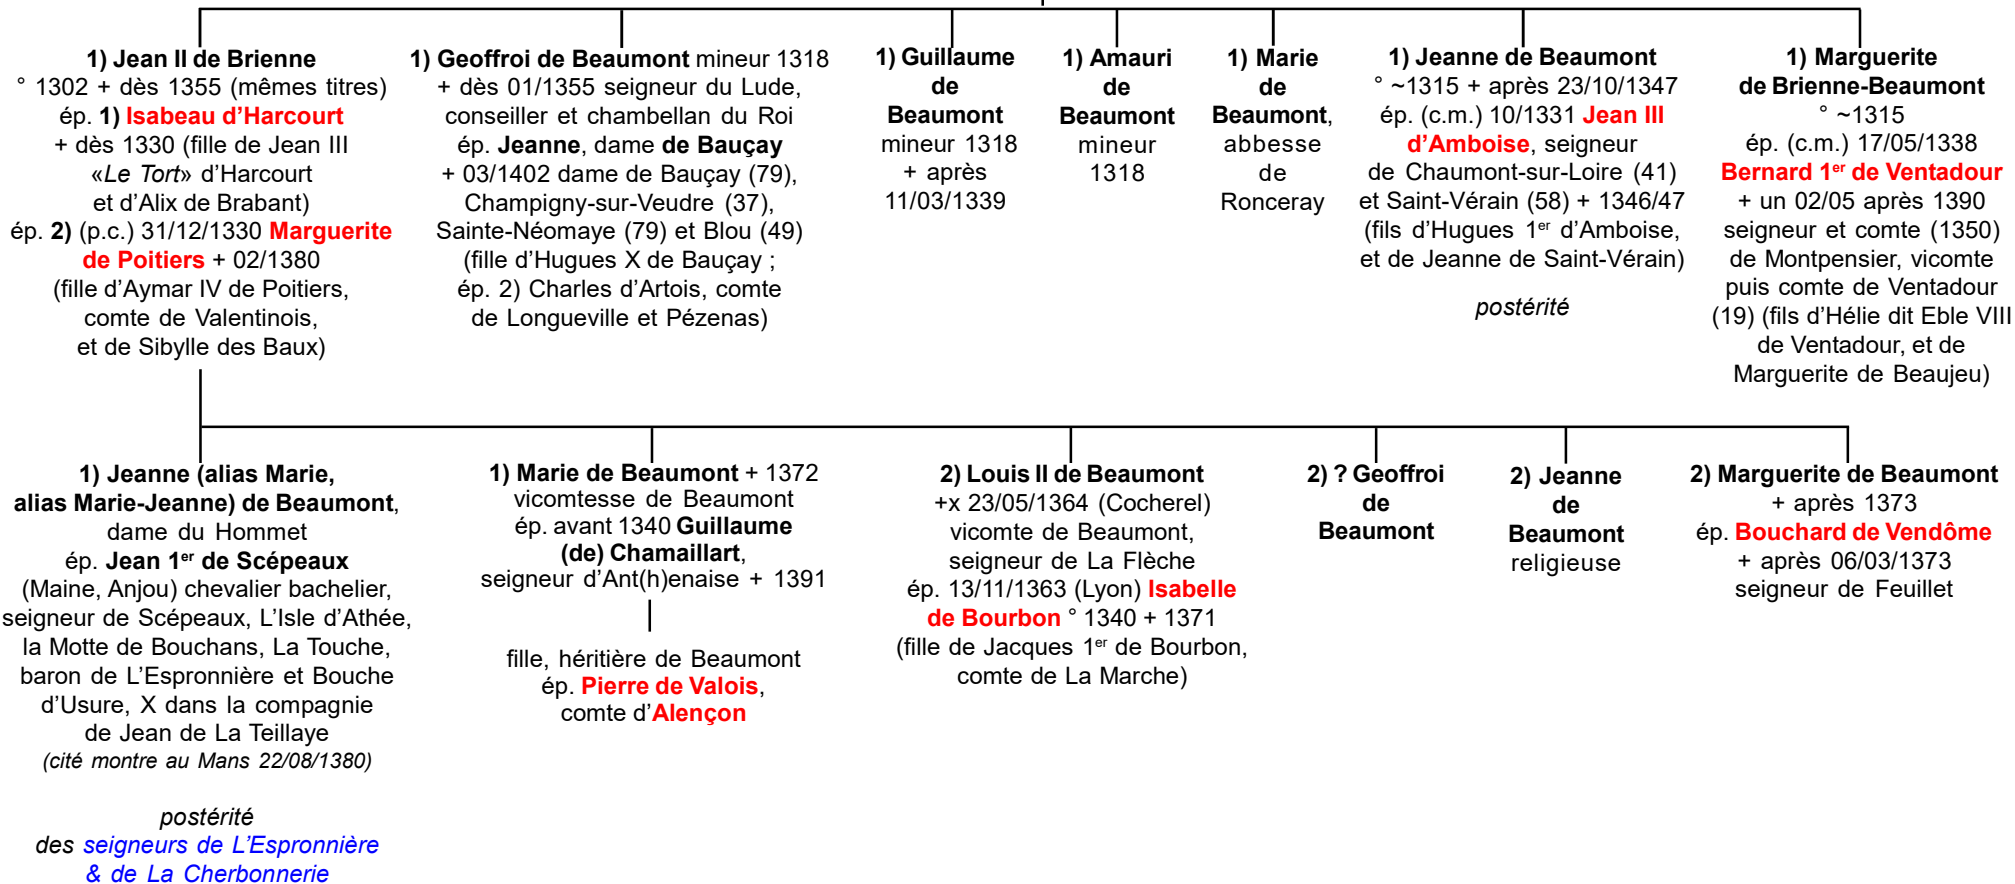 1) Jean II de Brienne
° 1302 + dès 1355 (mêmes titres)
ép. 1) Isabeau d'Harcourt
+ dès 1330 (fille de Jean III
«Le Tort» d'Harcourt
et d'Alix de Brabant)
ép. 2) (p.c.) 31/12/1330 Marguerite
de Poitiers + 02/1380
(fille d'Aymar IV de Poitiers,
comte de Valentinois,
et de Sibylle des Baux)
1) Geoffroi de Beaumont mineur 1318
+ dès 01/1355 seigneur du Lude,
conseiller et chambellan du Roi
ép. Jeanne, dame de Bauçay
+ 03/1402 dame de Bauçay (79),
Champigny-sur-Veudre (37),
Sainte-Néomaye (79) et Blou (49)
(fille d'Hugues X de Bauçay ;
ép. 2) Charles d'Artois, comte
de Longueville et Pézenas)
1) Guillaume
de
Beaumont
mineur 1318
+ après
11/03/1339
1) Amauri
de
Beaumont
mineur
1318
1) Marie
de
Beaumont,
abbesse
de
Ronceray
1) Jeanne de Beaumont
° ~1315 + après 23/10/1347
ép. (c.m.) 10/1331 Jean III
d'Amboise, seigneur
de Chaumont-sur-Loire (41)
et Saint-Vérain (58) + 1346/47
(fils d'Hugues 1er d'Amboise,
et de Jeanne de Saint-Vérain)
postérité
1) Marguerite
de Brienne-Beaumont
° ~1315
ép. (c.m.) 17/05/1338
Bernard 1er de Ventadour
+ un 02/05 après 1390
seigneur et comte (1350)
de Montpensier, vicomte
puis comte de Ventadour
(19) (fils d'Hélie dit Eble VIII
de Ventadour, et de
Marguerite de Beaujeu)
1) Jeanne (alias Marie,
alias Marie-Jeanne) de Beaumont,
dame du Hommet
ép. Jean 1er de Scépeaux
(Maine, Anjou) chevalier bachelier,
seigneur de Scépeaux, L'Isle d'Athée,
la Motte de Bouchans, La Touche,
baron de L'Espronnière et Bouche
d'Usure, X dans la compagnie
de Jean de La Teillaye
(cité montre au Mans 22/08/1380)
postérité
des seigneurs de L'Espronnière
& de La Cherbonnerie
1) Marie de Beaumont + 1372
vicomtesse de Beaumont
ép. avant 1340 Guillaume
(de) Chamaillart,
seigneur d'Ant(h)enaise + 1391
fille, héritière de Beaumont
ép. Pierre de Valois,
comte d'Alençon
2) Louis II de Beaumont
+x 23/05/1364 (Cocherel)
vicomte de Beaumont,
seigneur de La Flèche
ép. 13/11/1363 (Lyon) Isabelle
de Bourbon ° 1340 + 1371
(fille de Jacques 1er de Bourbon,
comte de La Marche)
2) ? Geoffroi
de
Beaumont
2) Jeanne
de
Beaumont
religieuse
2) Marguerite de Beaumont
+ après 1373
ép. Bouchard de Vendôme
+ après 06/03/1373
seigneur de Feuillet